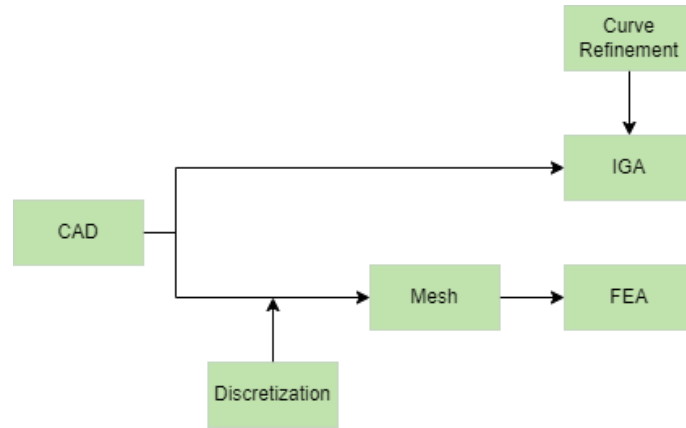 Curve
Refinement
IGA
CAD
Mesh
FEA
Discretization